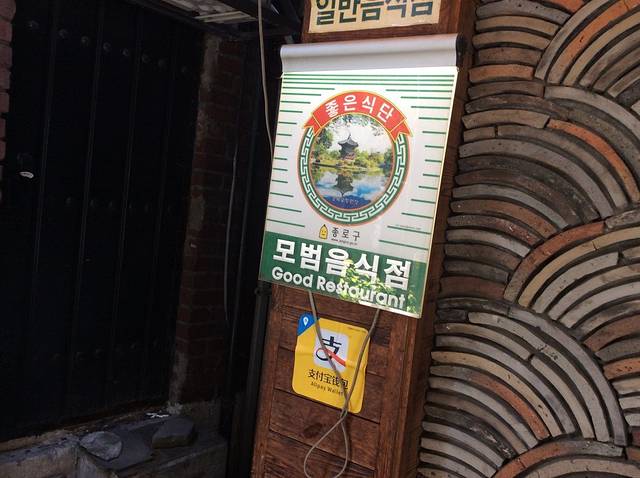 일반음식점
좋은식단
종로구
모범음식점
Good Restaurant
支
支付宝钱包
Alipay Wallet